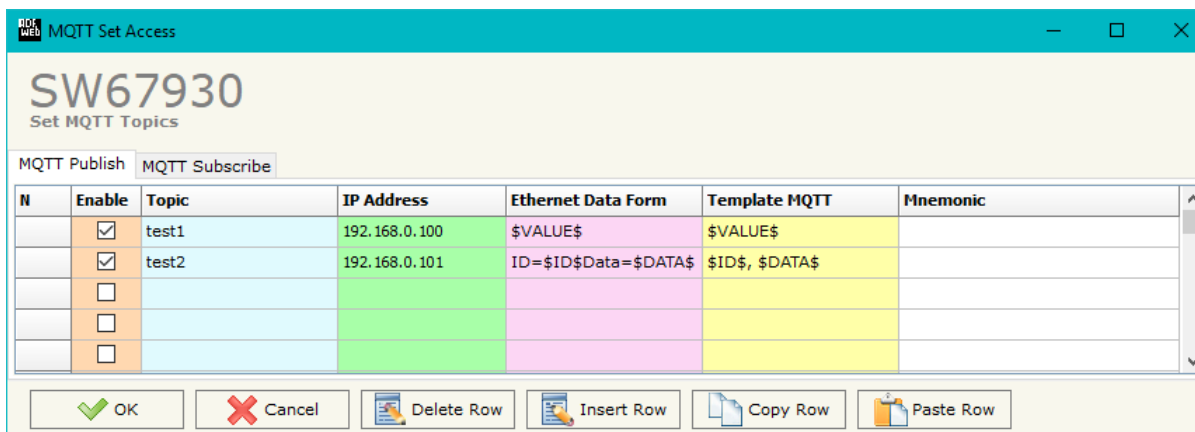 ADF WEB MQTT Set Access
SW67930
Set MQTT Topics
MQTT Publish MQTT Subscribe
N Enable Topic IP Address Ethernet Data Form Template MQTT Mnemonic
test1 192.168.0.100 $VALUE$ $VALUE$
test2 192.168.0.101 ID=$ID$Data=$DATA$ $ID$, $DATA$
OK Cancel Delete Row Insert Row Copy Row Paste Row